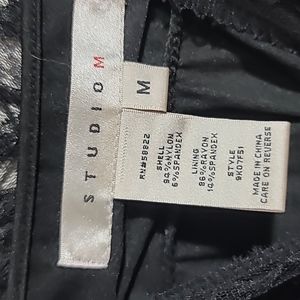 STUDIO M
M
RN#58822
SHELL
94%NYLON
6%SPANDEX
LINING
86%RAYON
14%SPANDEX
STYLE
9K07F51
MADE IN CHINA
CARE ON REVERSE